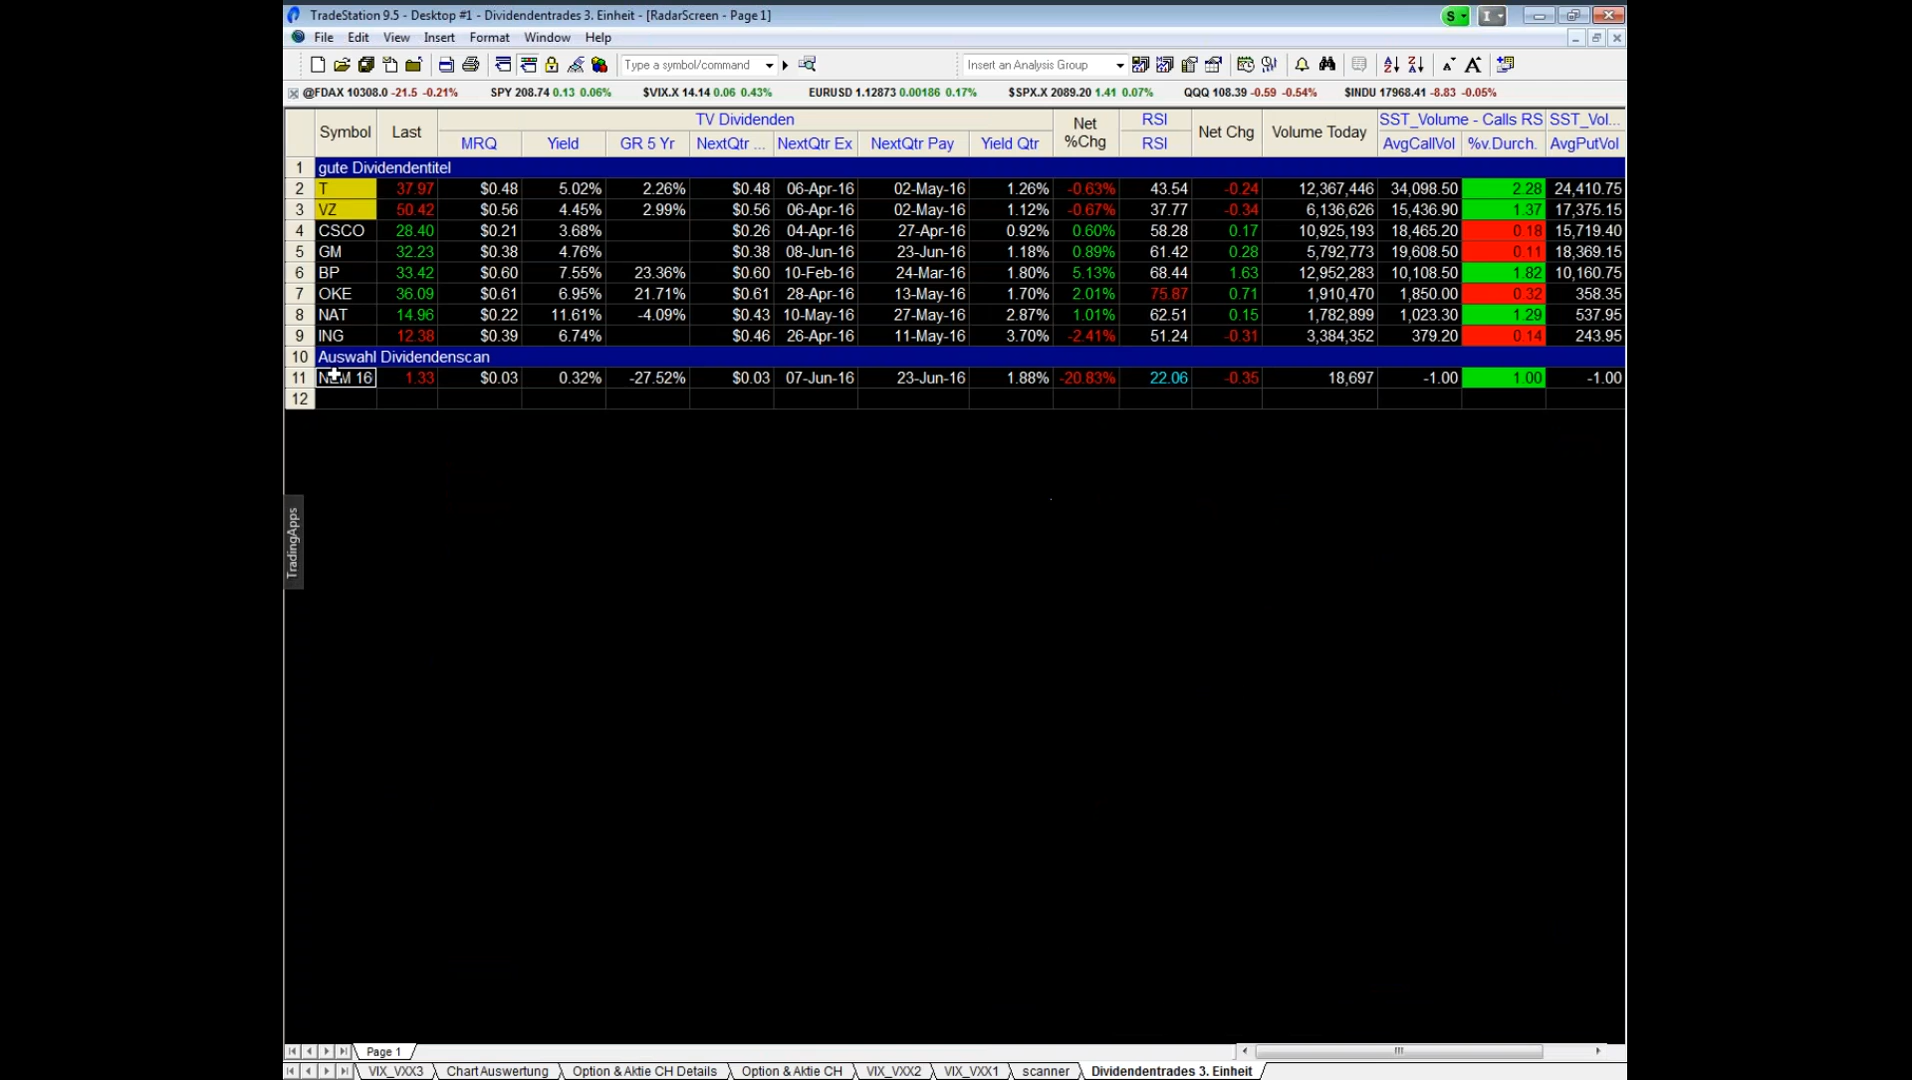 TradeStation 9.5 - Desktop #1 - Dividendentrades 3. Einheit - [RadarScreen - Page 1]
S I
File Edit View Insert Format Window Help
Type a symbol/command Insert an Analysis Group
@FDAX 10308.0 -21.5 -0.21% SPY 208.74 0.13 0.06% $VIX.X 14.14 0.06 0.43% EURUSD 1.12873 0.00186 0.17% $SPX.X 2089.20 1.41 0.07% QQQ 108.39 -0.59 -0.54% $INDU 17968.41 -8.83 -0.05%
Symbol Last TV Dividenden Net %Chg RSI Net Chg Volume Today SST_Volume - Calls RS SST_Vol...
MRQ Yield GR 5 Yr NextQtr ... NextQtr Ex NextQtr Pay Yield Qtr RSI AvgCallVol %v.Durch. AvgPutVol
1 gute Dividendentitel
2 T 37.97 $0.48 5.02% 2.26% $0.48 06-Apr-16 02-May-16 1.26% -0.63% 43.54 -0.24 12,367,446 34,098.50 2.28 24,410.75
3 VZ 50.42 $0.56 4.45% 2.99% $0.56 06-Apr-16 02-May-16 1.12% -0.67% 37.77 -0.34 6,136,626 15,436.90 1.37 17,375.15
4 CSCO 28.40 $0.21 3.68% $0.26 04-Apr-16 27-Apr-16 0.92% 0.60% 58.28 0.17 10,925,193 18,465.20 0.18 15,719.40
5 GM 32.23 $0.38 4.76% $0.38 08-Jun-16 23-Jun-16 1.18% 0.89% 61.42 0.28 5,792,773 19,608.50 0.11 18,369.15
6 BP 33.42 $0.60 7.55% 23.36% $0.60 10-Feb-16 24-Mar-16 1.80% 5.13% 68.44 1.63 12,952,283 10,108.50 1.82 10,160.75
7 OKE 36.09 $0.61 6.95% 21.71% $0.61 28-Apr-16 13-May-16 1.70% 2.01% 75.87 0.71 1,910,470 1,850.00 0.32 358.35
8 NAT 14.96 $0.22 11.61% -4.09% $0.43 10-May-16 27-May-16 2.87% 1.01% 62.51 0.15 1,782,899 1,023.30 1.29 537.95
9 ING 12.38 $0.39 6.74% $0.46 26-Apr-16 11-May-16 3.70% -2.41% 51.24 -0.31 3,384,352 379.20 0.14 243.95
10 Auswahl Dividendenscan
11 NEM 16 1.33 $0.03 0.32% -27.52% $0.03 07-Jun-16 23-Jun-16 1.88% -20.83% 22.06 -0.35 18,697 -1.00 1.00 -1.00
12
TradingApps
Page 1
VIX_VXX3 Chart Auswertung Option & Aktie CH Details Option & Aktie CH VIX_VXX2 VIX_VXX1 scanner Dividendentrades 3. Einheit